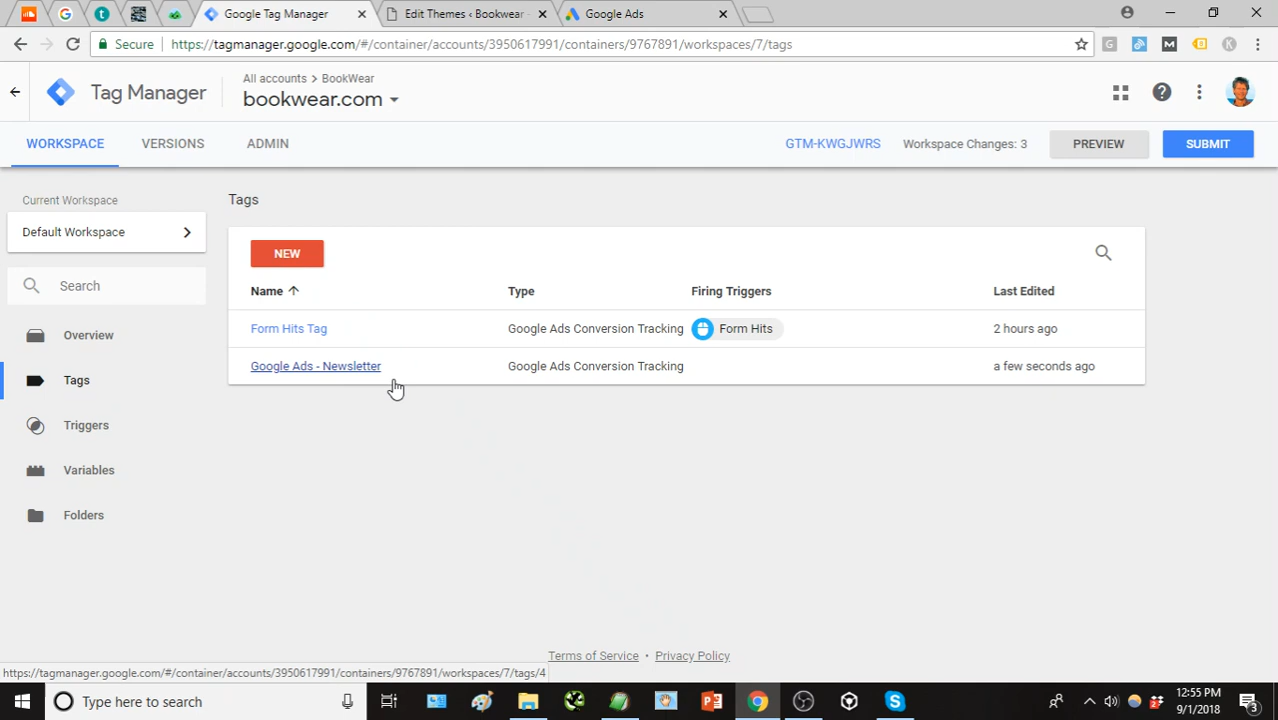 Google Tag Manager
Edit Themes ‹ Bookwear -
Google Ads
Secure
https://tagmanager.google.com/#/container/accounts/3950617991/containers/9767891/workspaces/7/tags
Tag Manager
All accounts > BookWear
bookwear.com
WORKSPACE
VERSIONS
ADMIN
GTM-KWGJWRS
Workspace Changes: 3
PREVIEW
SUBMIT
Current Workspace
Default Workspace
Search
Overview
Tags
Triggers
Variables
Folders
Tags
NEW
Name
Type
Firing Triggers
Last Edited
Form Hits Tag
Google Ads Conversion Tracking
Form Hits
2 hours ago
Google Ads - Newsletter
Google Ads Conversion Tracking
a few seconds ago
Terms of Service • Privacy Policy
https://tagmanager.google.com/#/container/accounts/3950617991/containers/9767891/workspaces/7/tags/4
Type here to search
12:55 PM
9/1/2018
3